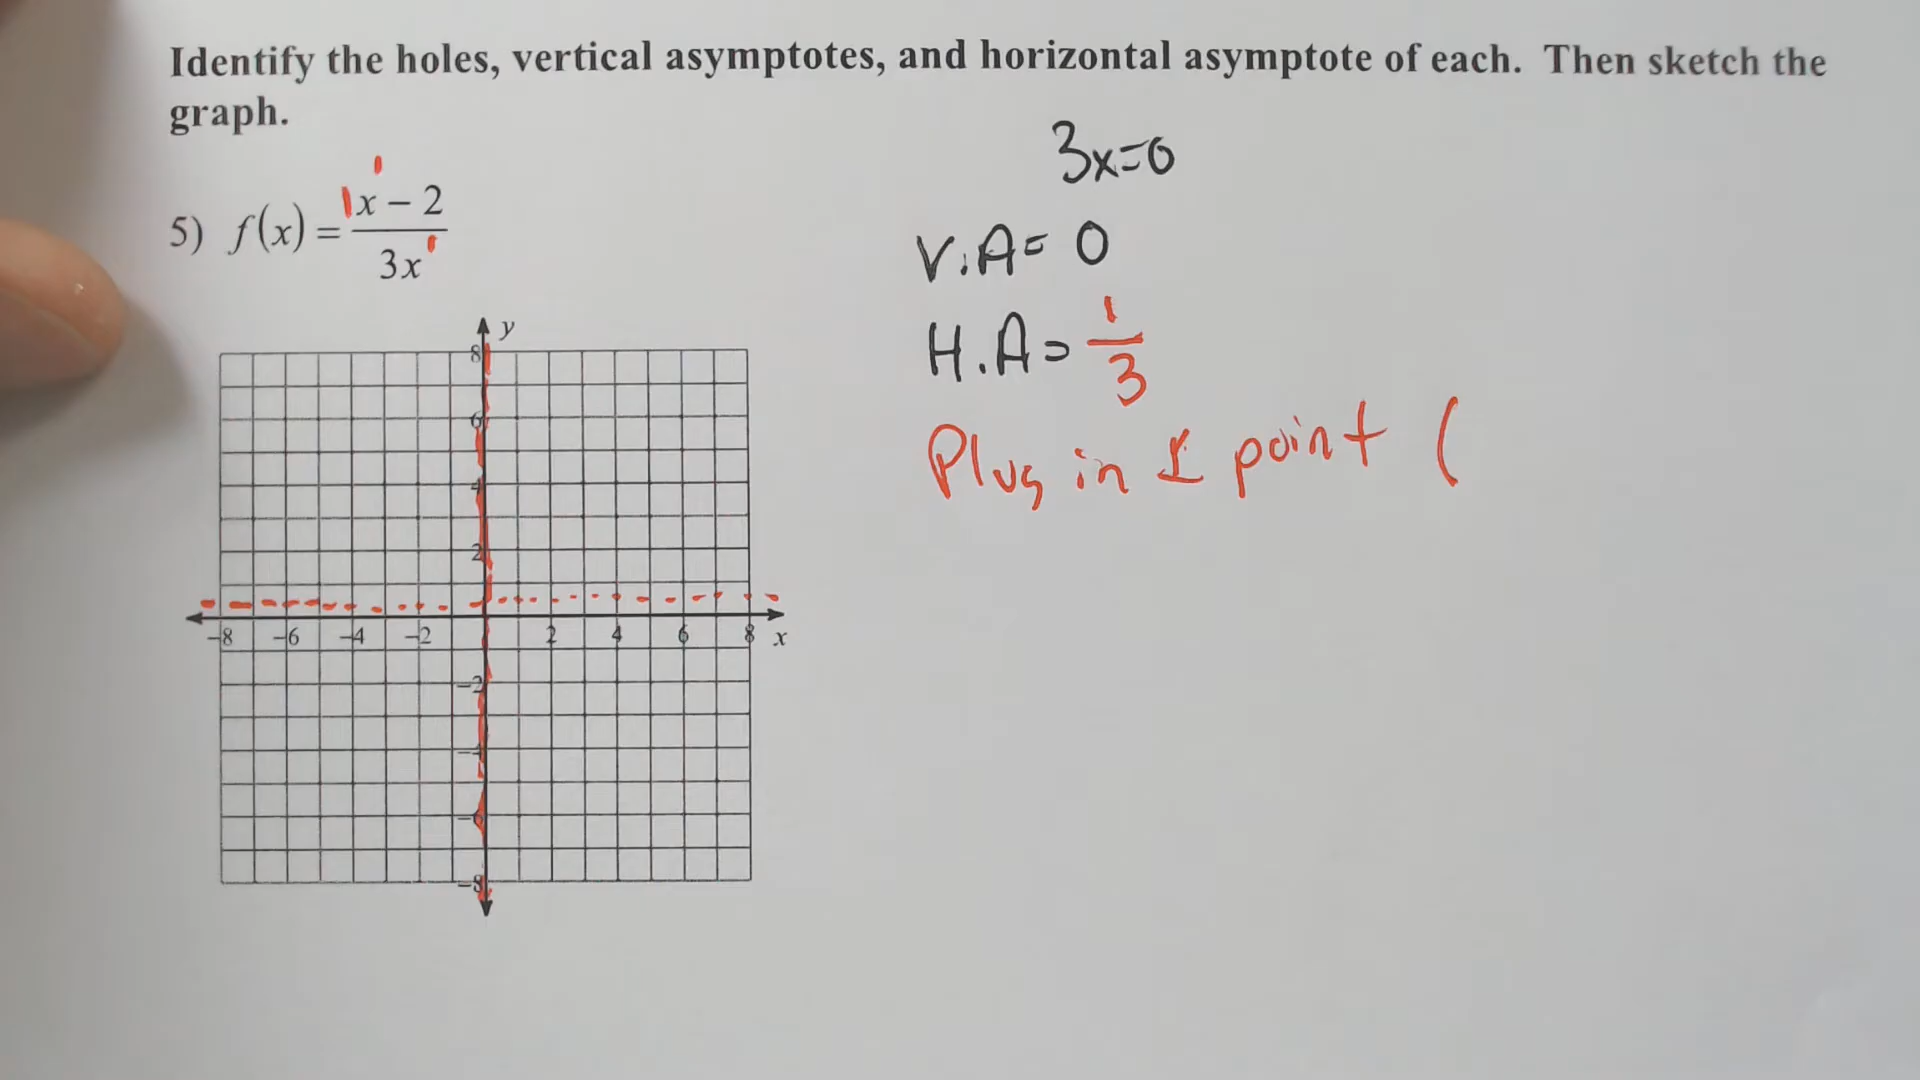 Identify the holes, vertical asymptotes, and horizontal asymptote of each. Then sketch the
graph.
3x=0
1
5) f(x) = 1x − 2 / 3x^1
V.A= 0
H.A= 1/3
Plug in 1 point (
y
8
6
4
2
−8 −6 −4 −2 2 4 6 8 x
−2
−4
−6
−8